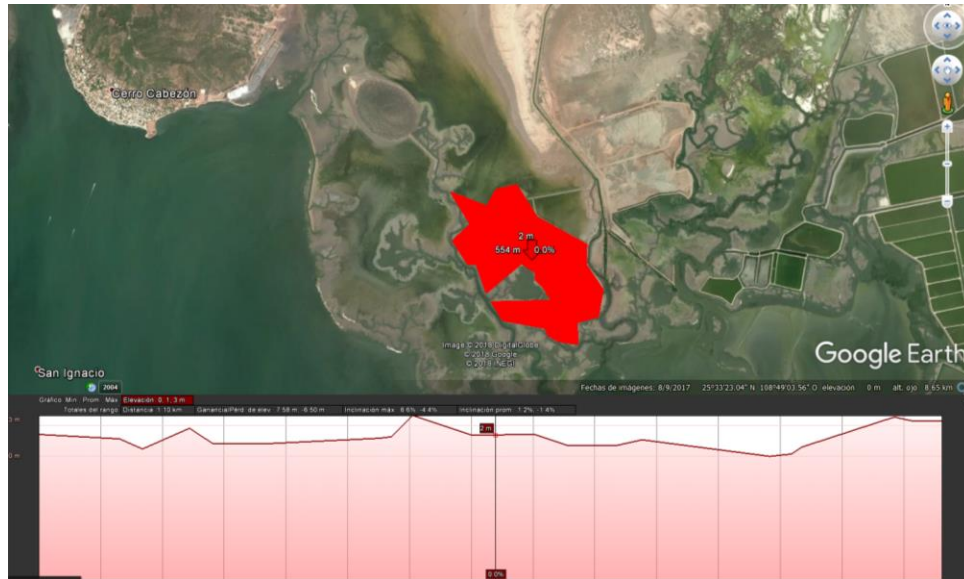 Cerro Cabezón
2 m
554 m 0.0%
Image © 2018 DigitalGlobe
© 2018 Google
© 2018 INEGI
Google Earth
San Ignacio
2004
Fechas de imágenes: 8/9/2017 25°33'23.04" N 108°49'03.56" O elevación 0 m alt. ojo 8.65 km
Gráfico Mín Prom Máx Elevación 0, 1, 3 m
Totales del rango: Distancia: 1.10 km Ganancia/Pérd. de elev.: 7.58 m, -6.50 m Inclinación máx.: 6.6%, -4.4% Inclinación prom.: 1.2%, -1.4%
3 m
2 m
0 m
0.0%